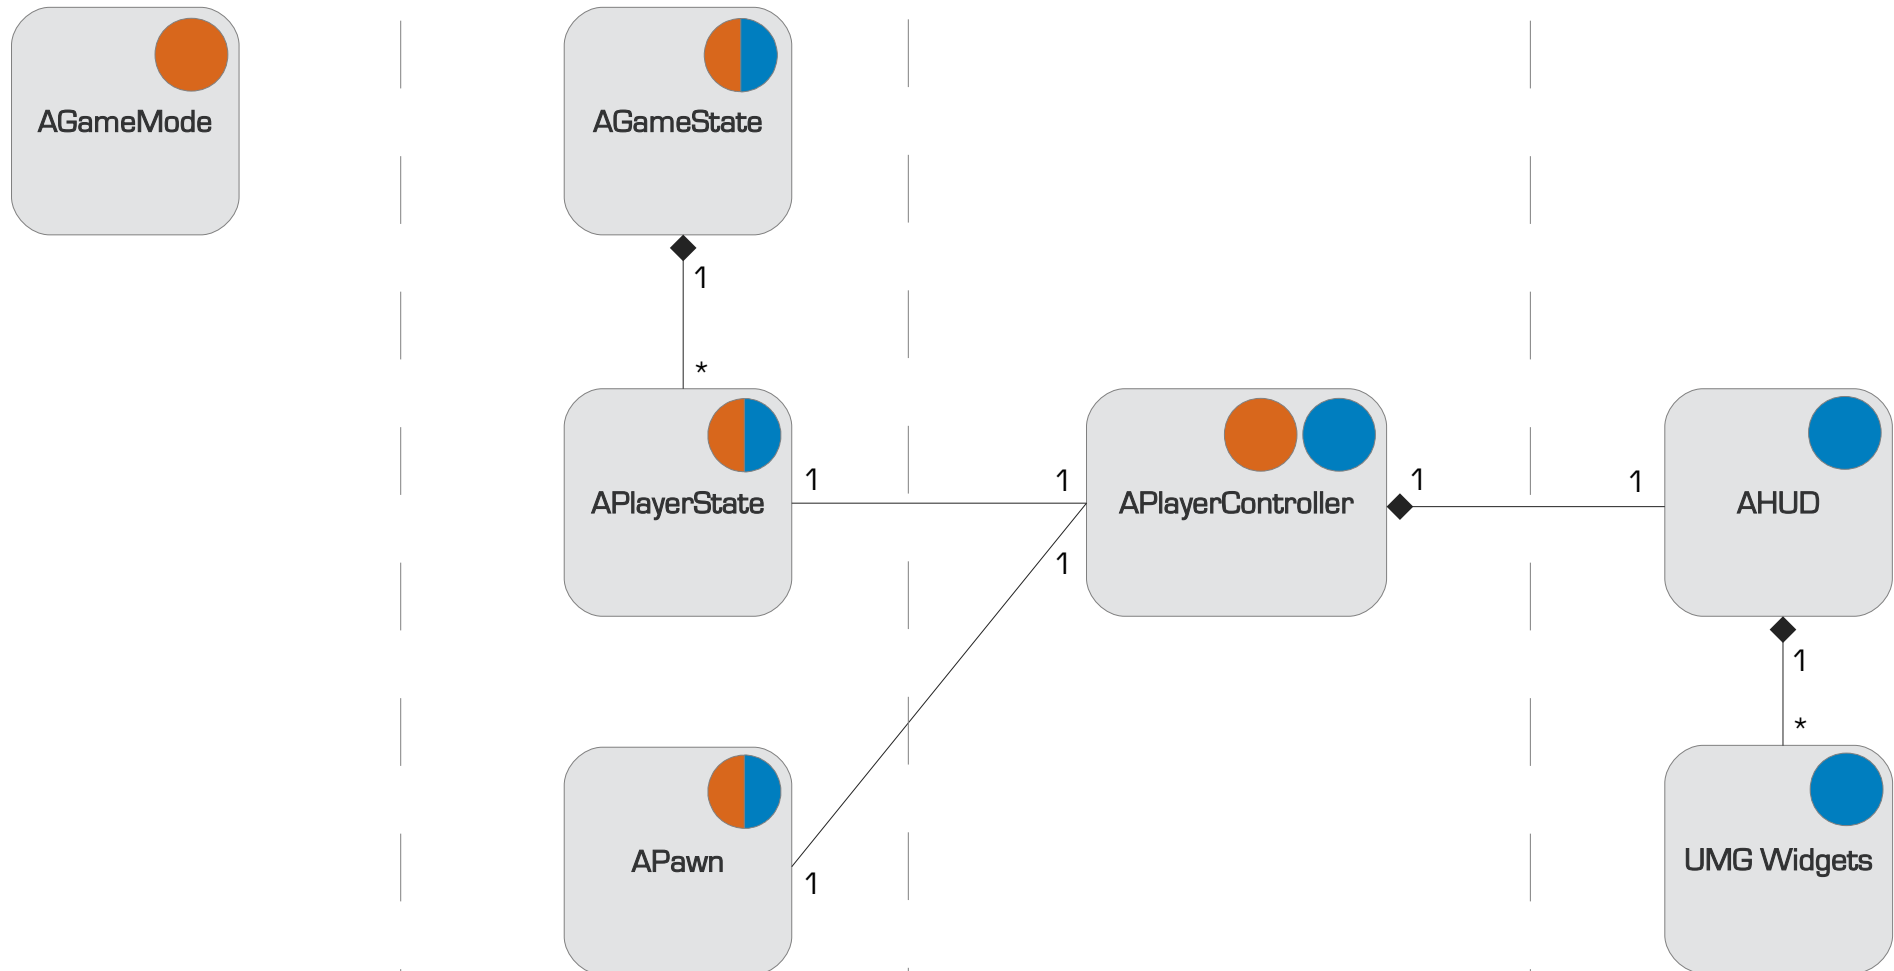 AGameMode
AGameState
1
*
APlayerState
1
1
APlayerController
1
1
AHUD
1
1
*
APawn
1
UMG Widgets